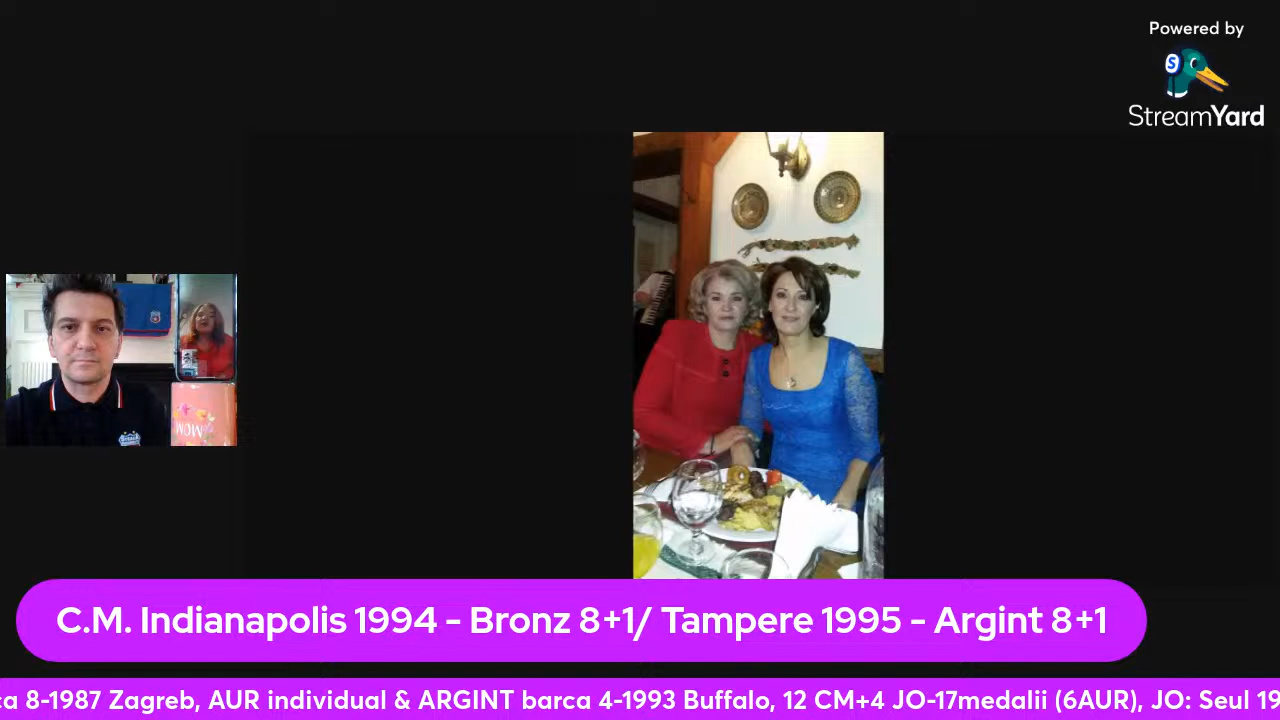 Powered by
StreamYard
MOM
C.M. Indianapolis 1994 - Bronz 8+1/ Tampere 1995 - Argint 8+1
ca 8-1987 Zagreb, AUR individual & ARGINT barca 4-1993 Buffalo, 12 CM+4 JO-17medalii (6AUR), JO: Seul 19